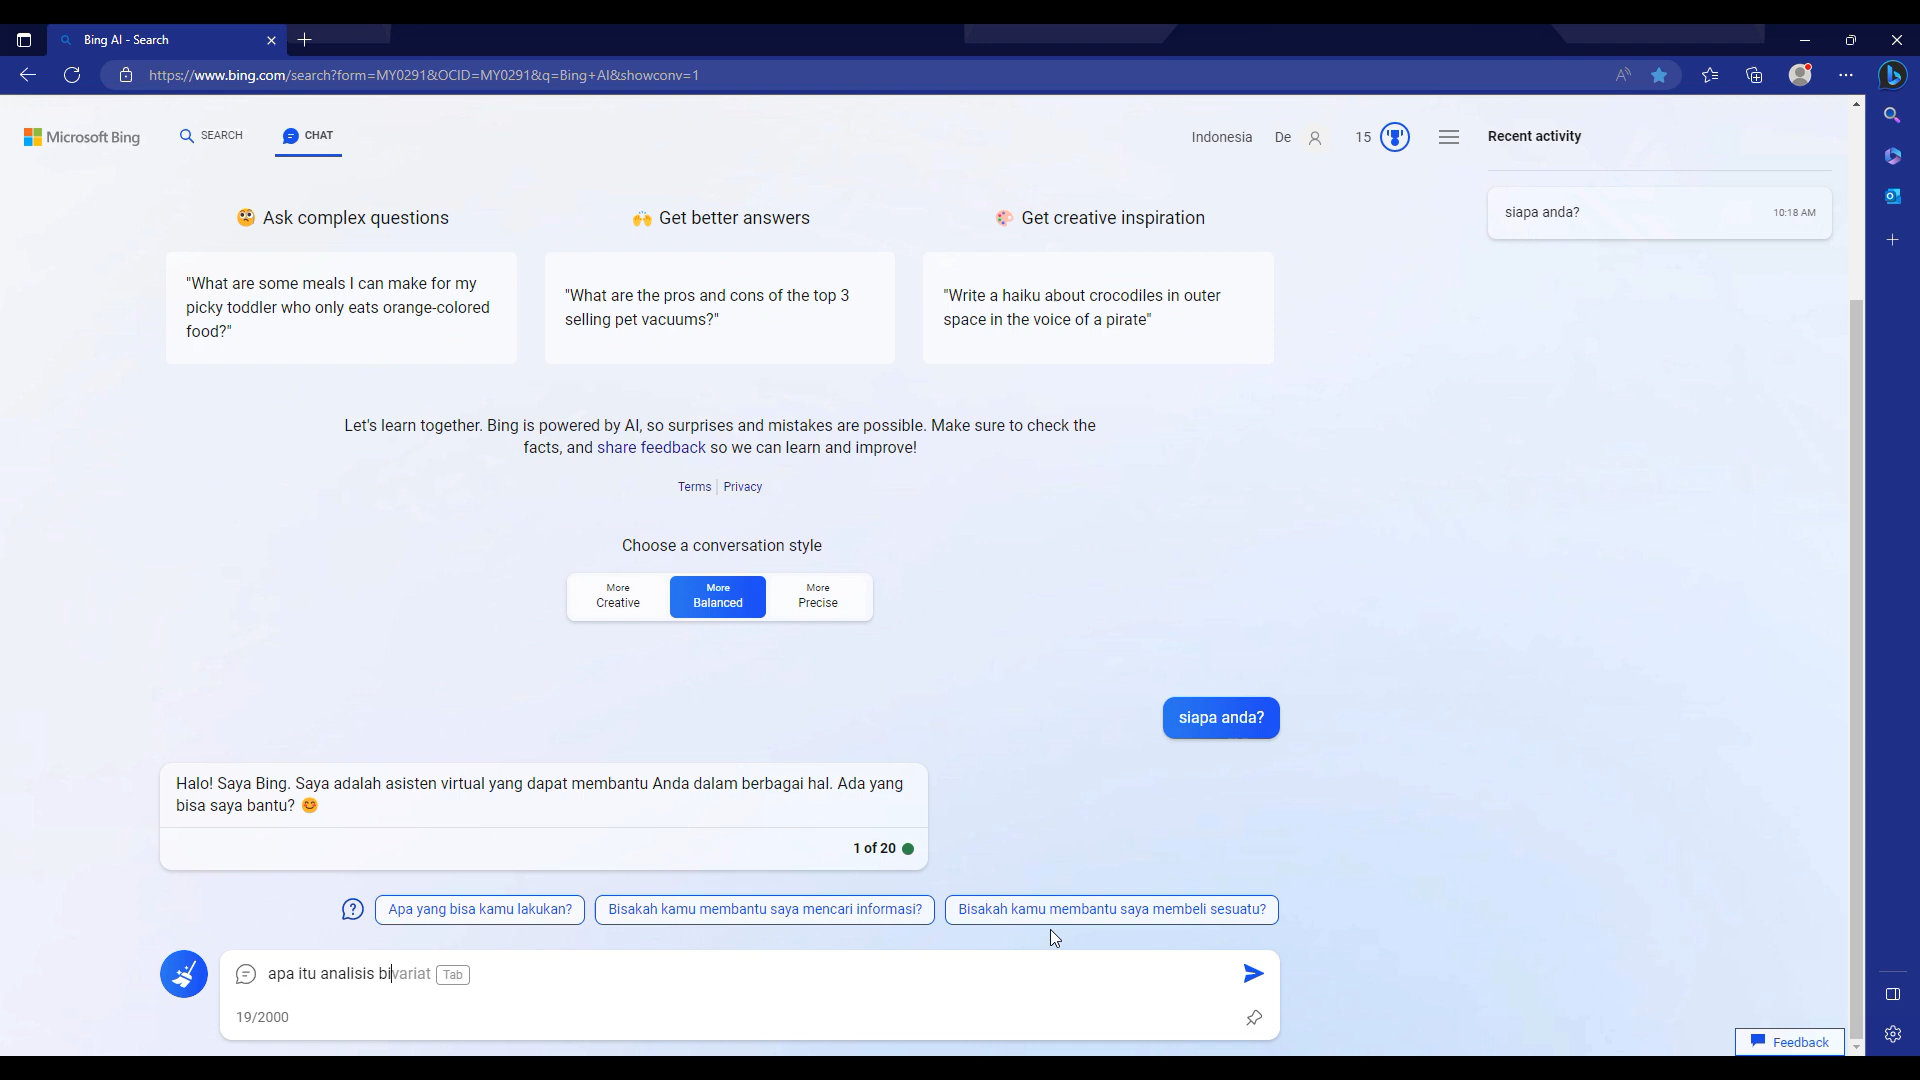 Bing AI - Search
https://www.bing.com/search?form=MY0291&OCID=MY0291&q=Bing+AI&showconv=1
Microsoft Bing
SEARCH
CHAT
Indonesia
De
15
Recent activity
siapa anda?
10:18 AM
Ask complex questions
Get better answers
Get creative inspiration
"What are some meals I can make for my
picky toddler who only eats orange-colored
food?"
"What are the pros and cons of the top 3
selling pet vacuums?"
"Write a haiku about crocodiles in outer
space in the voice of a pirate"
Let's learn together. Bing is powered by AI, so surprises and mistakes are possible. Make sure to check the
facts, and share feedback so we can learn and improve!
Terms
Privacy
Choose a conversation style
More
Creative
More
Balanced
More
Precise
siapa anda?
Halo! Saya Bing. Saya adalah asisten virtual yang dapat membantu Anda dalam berbagai hal. Ada yang
bisa saya bantu? 😊
1 of 20
Apa yang bisa kamu lakukan?
Bisakah kamu membantu saya mencari informasi?
Bisakah kamu membantu saya membeli sesuatu?
apa itu analisis bivariat
Tab
19/2000
Feedback